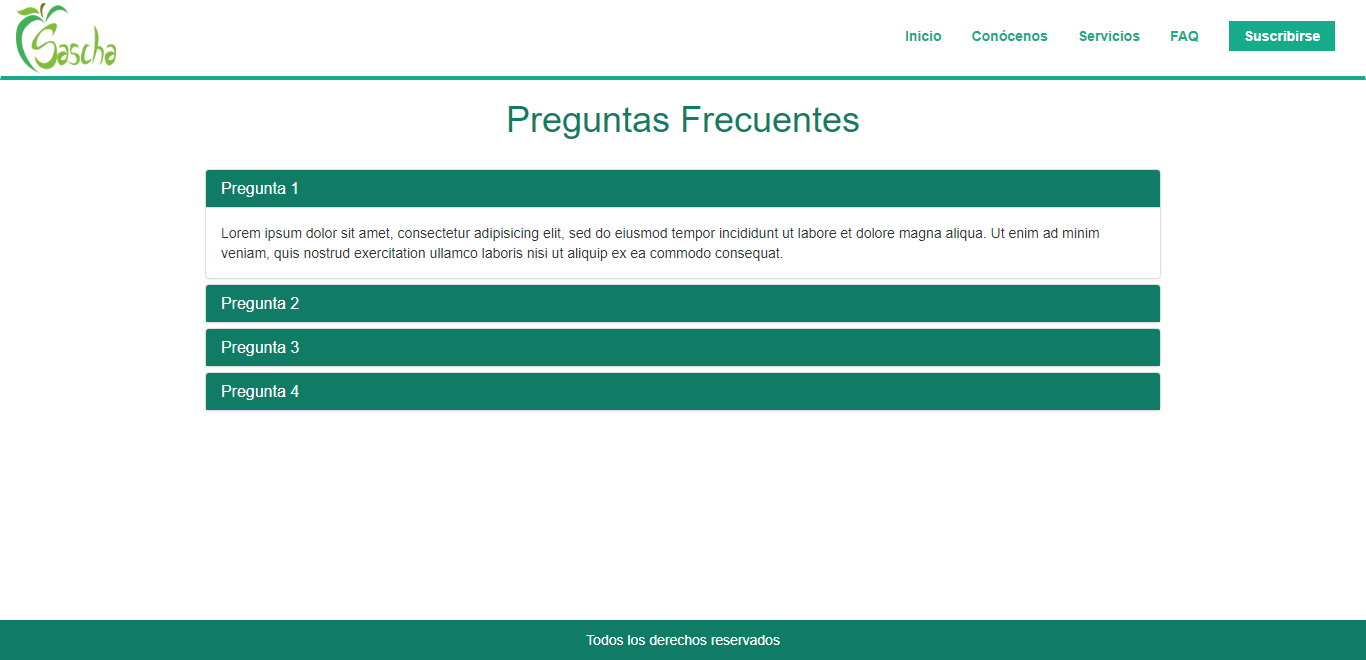 Sascha
Inicio Conócenos Servicios FAQ Suscribirse
Preguntas Frecuentes
Pregunta 1
Lorem ipsum dolor sit amet, consectetur adipisicing elit, sed do eiusmod tempor incididunt ut labore et dolore magna aliqua. Ut enim ad minim
veniam, quis nostrud exercitation ullamco laboris nisi ut aliquip ex ea commodo consequat.
Pregunta 2
Pregunta 3
Pregunta 4
Todos los derechos reservados